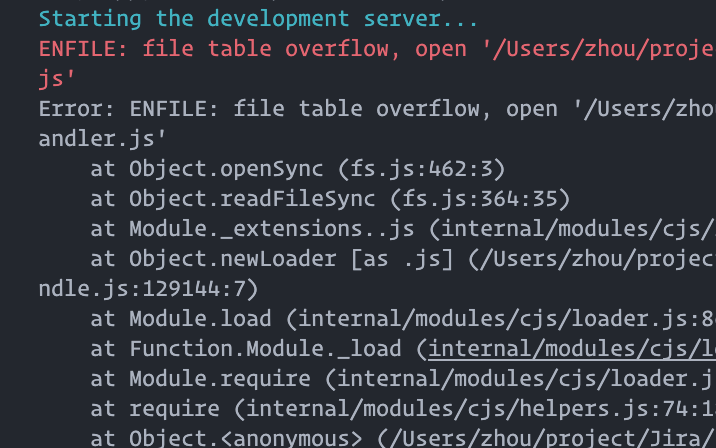 Starting the development server...
ENFILE: file table overflow, open '/Users/zhou/proje
js'
Error: ENFILE: file table overflow, open '/Users/zho
andler.js'
at Object.openSync (fs.js:462:3)
at Object.readFileSync (fs.js:364:35)
at Module._extensions..js (internal/modules/cjs/
at Object.newLoader [as .js] (/Users/zhou/projec
ndle.js:129144:7)
at Module.load (internal/modules/cjs/loader.js:8
at Function.Module._load (internal/modules/cjs/l
at Module.require (internal/modules/cjs/loader.j
at require (internal/modules/cjs/helpers.js:74:1
at Object.<anonymous> (/Users/zhou/project/Jira/